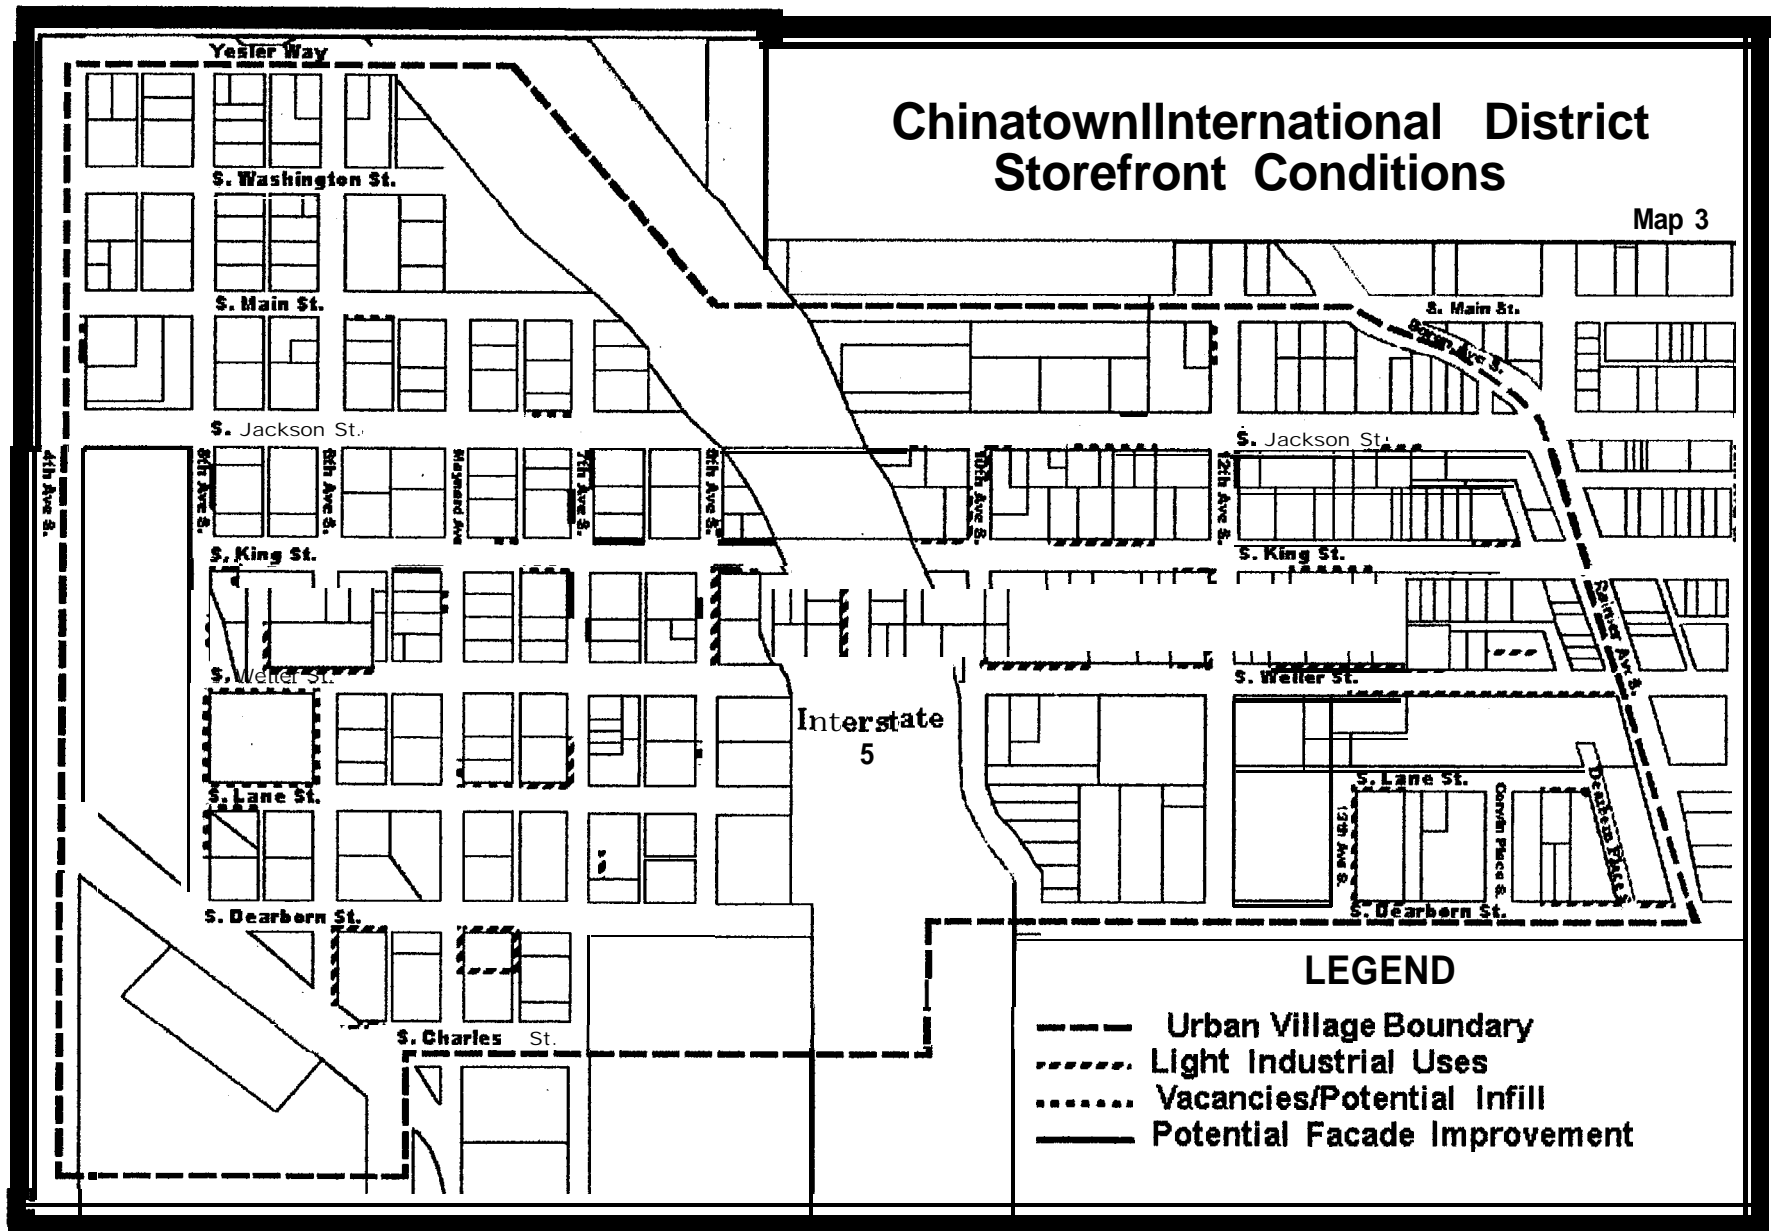 Yesler Way
ChinatownIInternational District
Storefront Conditions
Map 3
S. Washington St.
S. Main St.
S. Main St.
Boren Ave S.
S. Jackson St.
S. Jackson St.
4th Ave S.
5th Ave S.
6th Ave S.
Maynard Ave
7th Ave S.
8th Ave S.
10th Ave S.
12th Ave S.
S. King St.
S. King St.
Rainier Ave S.
S. Weller St.
S. Weller St.
Interstate
5
S. Lane St.
S. Lane St.
Corwin Place S.
Dearborn Place
S. Dearborn St.
S. Dearborn St.
S. Charles St.
LEGEND
Urban Village Boundary
Light Industrial Uses
Vacancies/Potential Infill
Potential Facade Improvement